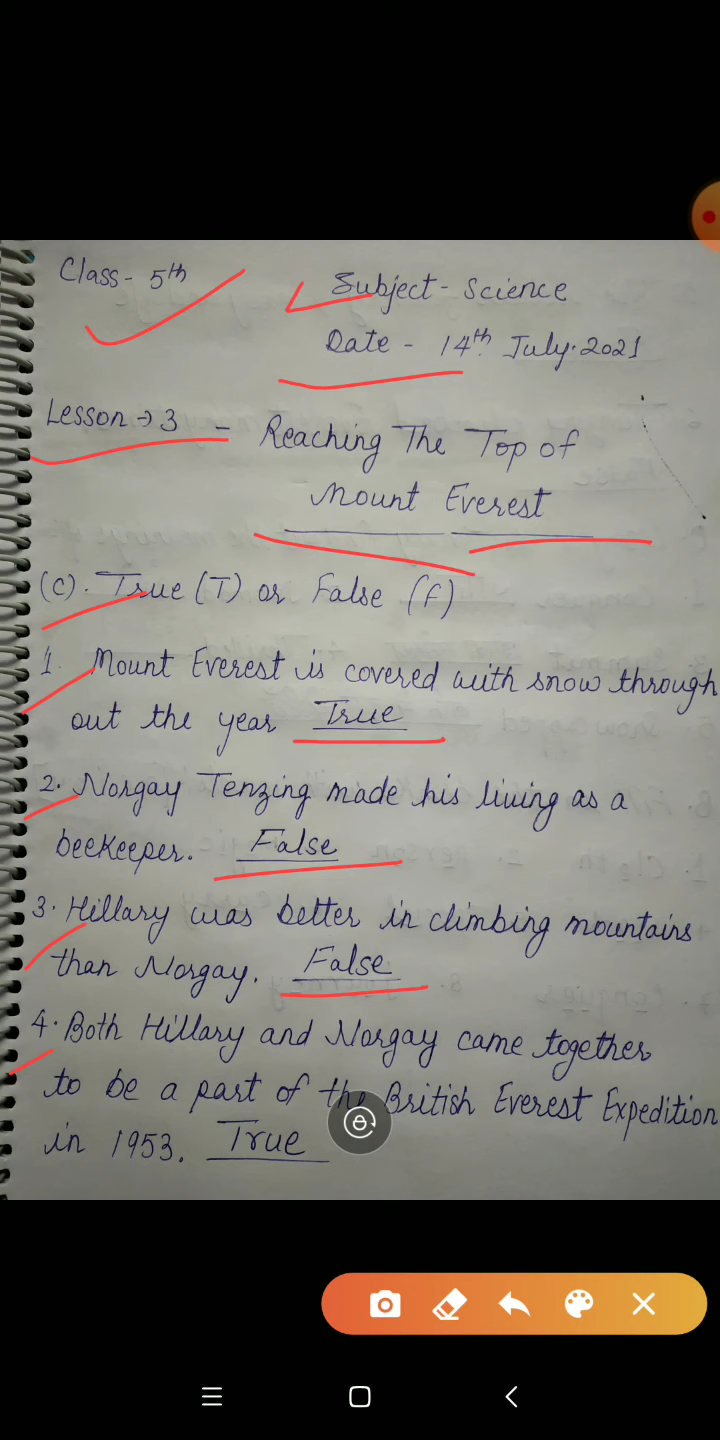 Class - 5th
Subject - Science
Date - 14th July. 2021
Lesson → 3 - Reaching The Top of
Mount Everest
(C). True (T) or False (F)
1. Mount Everest is covered with snow through
out the year True
2. Norgay Tenzing made his living as a
beekeeper. False
3. Hillary was better in climbing mountains
than Norgay. False
4. Both Hillary and Norgay came together
to be a part of the British Everest Expedition
in 1953. True